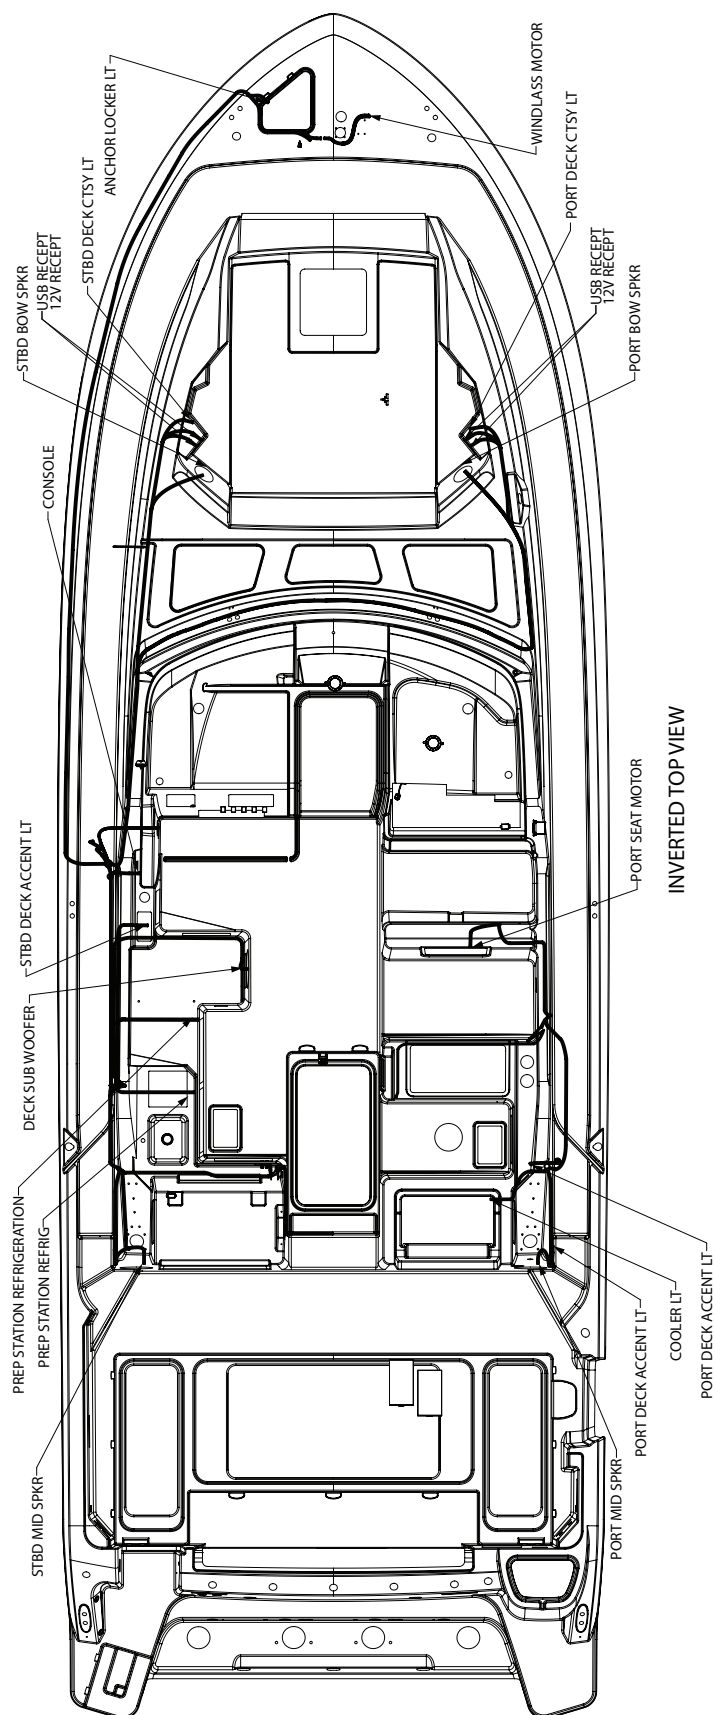 WINDLASS MOTOR
ANCHOR LOCKER LT
PORT DECK CTSY LT
STBD DECK CTSY LT
USB RECEPT
12V RECEPT
USB RECEPT
12V RECEPT
STBD BOW SPKR
PORT BOW SPKR
CONSOLE
INVERTED TOP VIEW
PORT SEAT MOTOR
STBD DECK ACCENT LT
DECK SUB WOOFER
PREP STATION REFRIGERATION
PREP STATION REFRIG
PORT DECK ACCENT LT
COOLER LT
PORT DECK ACCENT LT
STBD MID SPKR
PORT MID SPKR